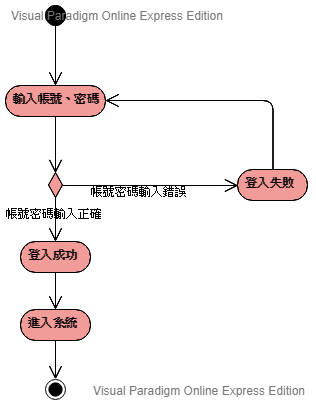 Visual Paradigm Online Express Edition
輸入帳號、密碼
帳號密碼輸入錯誤
登入失敗
帳號密碼輸入正確
登入成功
進入系統
Visual Paradigm Online Express Edition